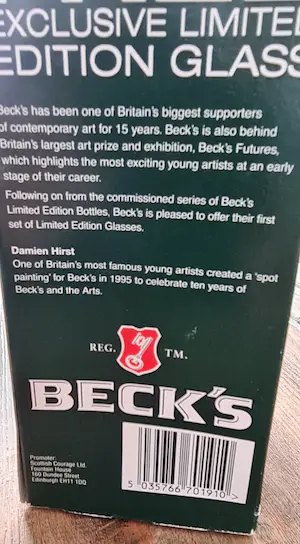 EXCLUSIVE LIMITED
EDITION GLASS
Beck's has been one of Britain's biggest supporters
of contemporary art for 15 years. Beck's is also behind
Britain's largest art prize and exhibition, Beck's Futures,
which highlights the most exciting young artists at an early
stage of their career.
Following on from the commissioned series of Beck's
Limited Edition Bottles, Beck's is pleased to offer their first
set of Limited Edition Glasses.
Damien Hirst
One of Britain's most famous young artists created a 'spot
painting' for Beck's in 1995 to celebrate ten years of
Beck's and the Arts.
REG. TM.
BECK'S
Promoter:
Scottish Courage Ltd.
Fountain House
160 Dundee Street
Edinburgh EH11 1DQ
5 035766 701910 >